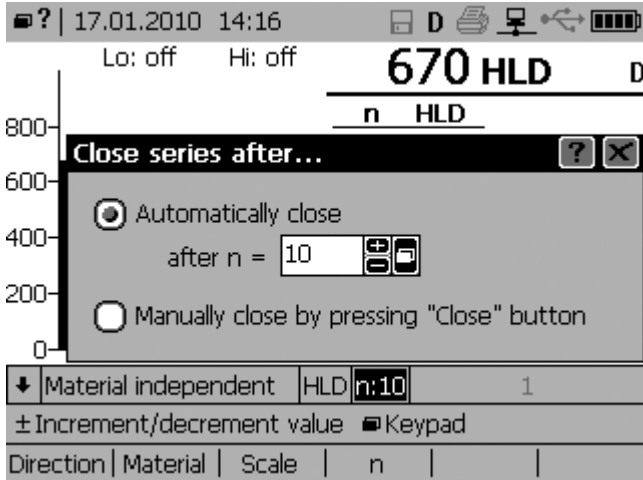 ? 17.01.2010 14:16 D
Lo: off Hi: off 670 HLD D
n HLD
800
Close series after... ?
600
Automatically close
400
after n = 10
200
Manually close by pressing "Close" button
0
Material independent HLD n:10 1
± Increment/decrement value Keypad
Direction | Material | Scale | n | |